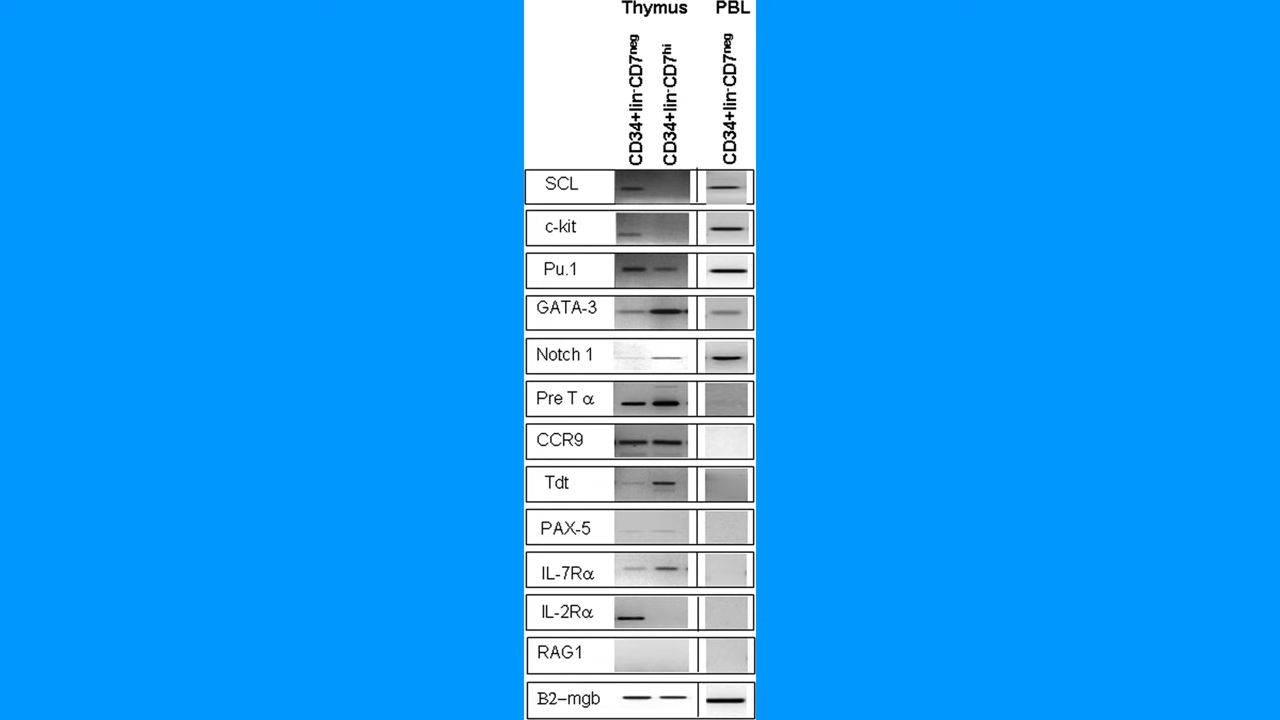 Thymus PBL
CD34+lin-CD7neg
CD34+lin-CD7hi
CD34+lin-CD7neg
SCL
c-kit
Pu.1
GATA-3
Notch 1
Pre T α
CCR9
Tdt
PAX-5
IL-7Rα
IL-2Rα
RAG1
B2–mgb